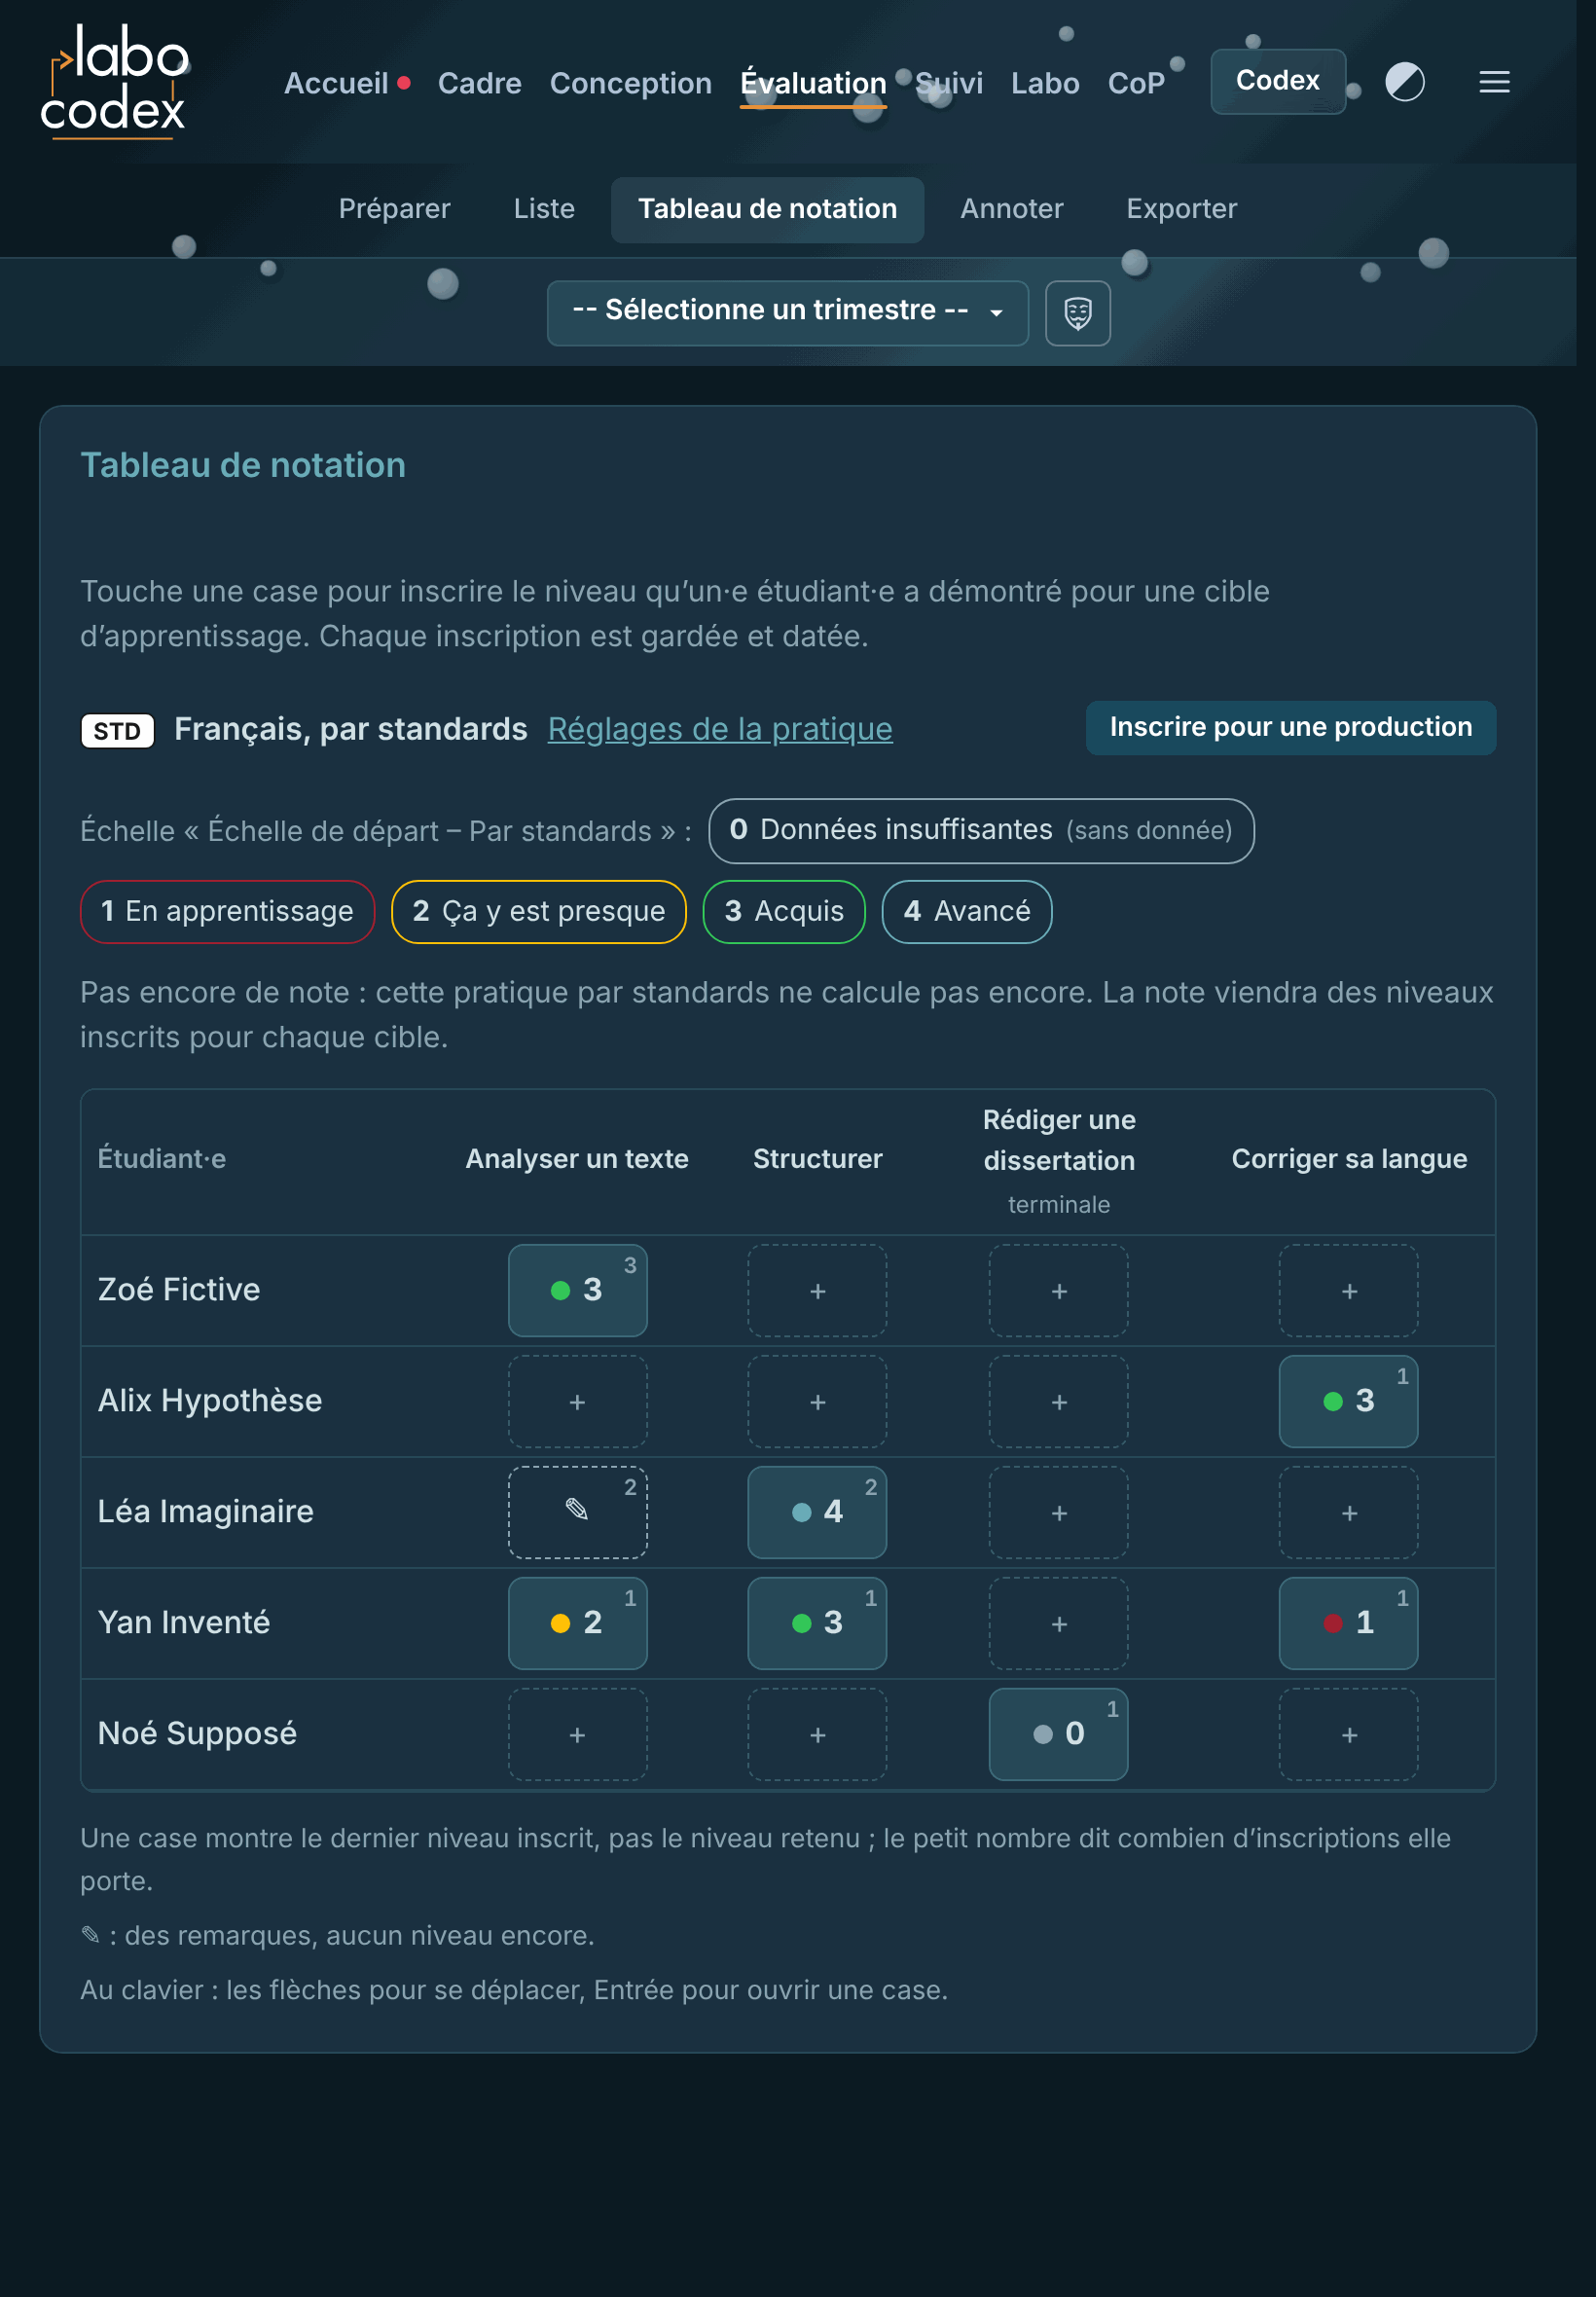 labo
codex
Accueil Cadre Conception Évaluation Suivi Labo CoP Codex
Préparer Liste Tableau de notation Annoter Exporter
-- Sélectionne un trimestre --
Tableau de notation
Touche une case pour inscrire le niveau qu’un·e étudiant·e a démontré pour une cible
d’apprentissage. Chaque inscription est gardée et datée.
STD Français, par standards Réglages de la pratique Inscrire pour une production
Échelle « Échelle de départ – Par standards » : 0 Données insuffisantes (sans donnée)
1 En apprentissage 2 Ça y est presque 3 Acquis 4 Avancé
Pas encore de note : cette pratique par standards ne calcule pas encore. La note viendra des niveaux
inscrits pour chaque cible.
Étudiant·e Analyser un texte Structurer Rédiger une dissertation terminale Corriger sa langue
Zoé Fictive 3 3 + + +
Alix Hypothèse + + + 3 1
Léa Imaginaire ✎ 2 4 2 + +
Yan Inventé 2 1 3 1 + 1 1
Noé Supposé + + 0 1 +
Une case montre le dernier niveau inscrit, pas le niveau retenu ; le petit nombre dit combien d’inscriptions elle
porte.
✎ : des remarques, aucun niveau encore.
Au clavier : les flèches pour se déplacer, Entrée pour ouvrir une case.